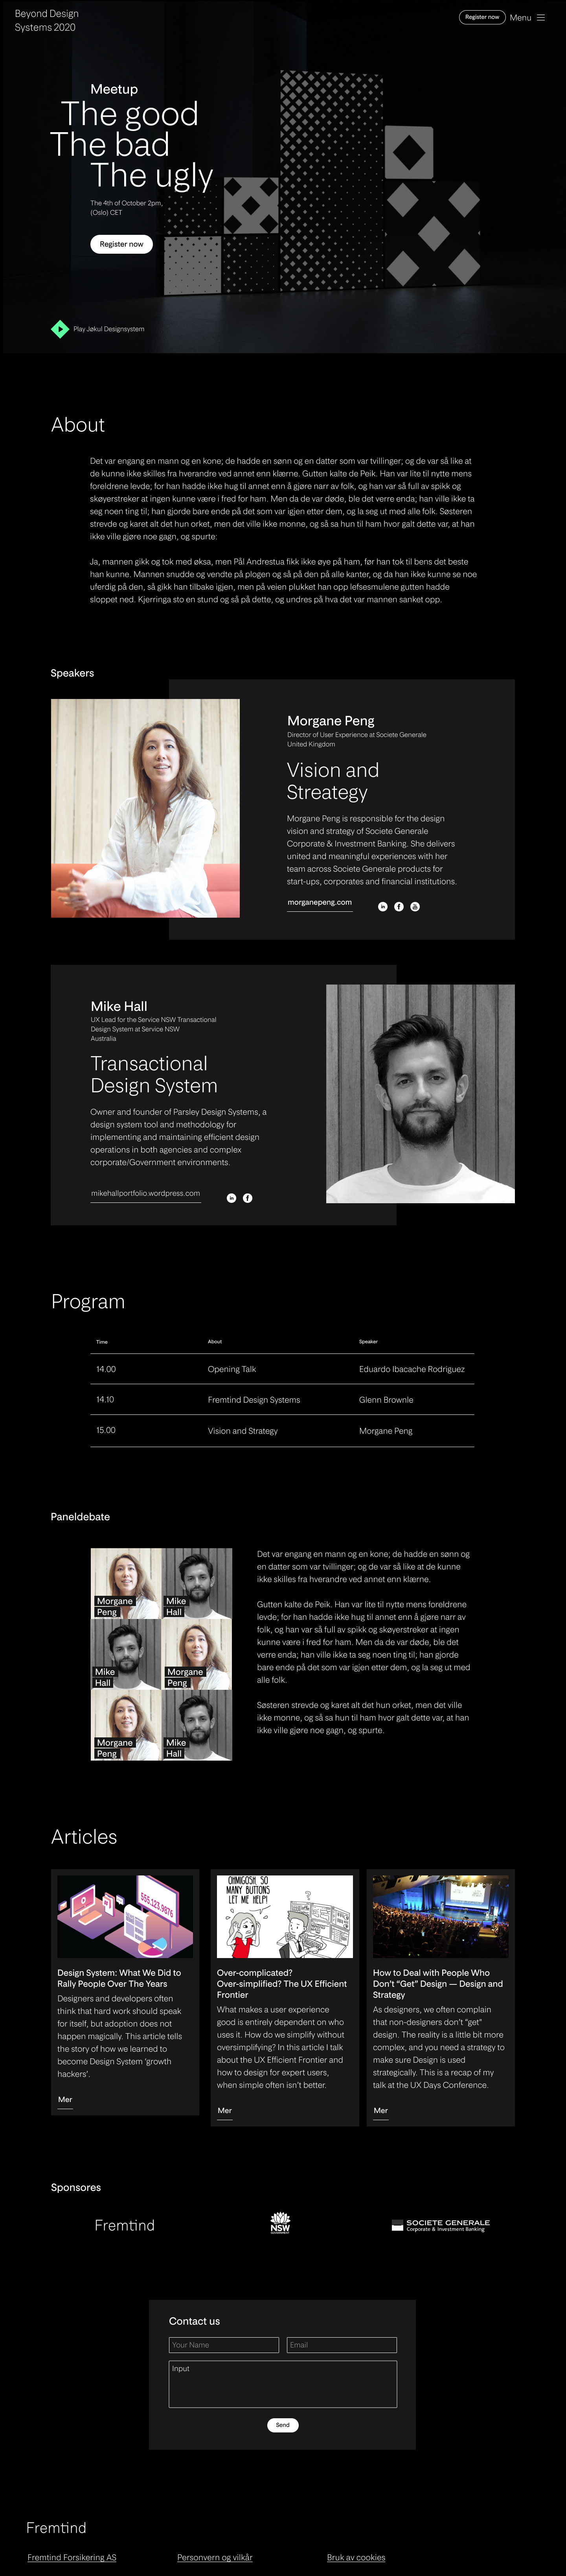 Beyond Design
Systems 2020
Register now
Menu
Meetup
The good
The bad
The ugly
The 4th of October 2pm,
(Oslo) CET
Register now
Play Jøkul Designsystem
About
Det var engang en mann og en kone; de hadde en sønn og en datter som var tvillinger; og de var så like at
de kunne ikke skilles fra hverandre ved annet enn klærne. Gutten kalte de Peik. Han var lite til nytte mens
foreldrene levde; for han hadde ikke hug til annet enn å gjøre narr av folk, og han var så full av spikk og
skøyerstreker at ingen kunne være i fred for ham. Men da de var døde, ble det verre enda; han ville ikke ta
seg noen ting til; han gjorde bare ende på det som var igjen etter dem, og la seg ut med alle folk. Søsteren
strevde og karet alt det hun orket, men det ville ikke monne, og så sa hun til ham hvor galt dette var, at han
ikke ville gjøre noe gagn, og spurte:
Ja, mannen gikk og tok med øksa, men Pål Andrestua fikk ikke øye på ham, før han tok til bens det beste
han kunne. Mannen snudde og vendte på plogen og så på den på alle kanter, og da han ikke kunne se noe
uferdig på den, så gikk han tilbake igjen, men på veien plukket han opp lefsesmulene gutten hadde
sloppet ned. Kjerringa sto en stund og så på dette, og undres på hva det var mannen sanket opp.
Speakers
Morgane Peng
Director of User Experience at Societe Generale
United Kingdom
Vision and
Streategy
Morgane Peng is responsible for the design
vision and strategy of Societe Generale
Corporate & Investment Banking. She delivers
united and meaningful experiences with her
team across Societe Generale products for
start-ups, corporates and financial institutions.
morganepeng.com
Mike Hall
UX Lead for the Service NSW Transactional
Design System at Service NSW
Australia
Transactional
Design System
Owner and founder of Parsley Design Systems, a
design system tool and methodology for
implementing and maintaining efficient design
operations in both agencies and complex
corporate/Government environments.
mikehallportfolio.wordpress.com
Program
Time About Speaker
14.00 Opening Talk Eduardo Ibacache Rodriguez
14.10 Fremtind Design Systems Glenn Brownle
15.00 Vision and Strategy Morgane Peng
Paneldebate
Morgane
Peng
Mike
Hall
Mike
Hall
Morgane
Peng
Morgane
Peng
Mike
Hall
Det var engang en mann og en kone; de hadde en sønn og
en datter som var tvillinger; og de var så like at de kunne
ikke skilles fra hverandre ved annet enn klærne.
Gutten kalte de Peik. Han var lite til nytte mens foreldrene
levde; for han hadde ikke hug til annet enn å gjøre narr av
folk, og han var så full av spikk og skøyerstreker at ingen
kunne være i fred for ham. Men da de var døde, ble det
verre enda; han ville ikke ta seg noen ting til; han gjorde
bare ende på det som var igjen etter dem, og la seg ut med
alle folk.
Søsteren strevde og karet alt det hun orket, men det ville
ikke monne, og så sa hun til ham hvor galt dette var, at han
ikke ville gjøre noe gagn, og spurte.
Articles
555.123.9876
Design System: What We Did to
Rally People Over The Years
Designers and developers often
think that hard work should speak
for itself, but adoption does not
happen magically. This article tells
the story of how we learned to
become Design System ‘growth
hackers’.
Mer
OHMIGOSH, SO
MANY BUTTONS
LET ME HELP!
Over-complicated?
Over-simplified? The UX Efficient
Frontier
What makes a user experience
good is entirely dependent on who
uses it. How do we simplify without
oversimplifying? In this article I talk
about the UX Efficient Frontier and
how to design for expert users,
when simple often isn’t better.
Mer
How to Deal with People Who
Don’t “Get” Design — Design and
Strategy
As designers, we often complain
that non-designers don’t “get”
design. The reality is a little bit more
complex, and you need a strategy to
make sure Design is used
strategically. This is a recap of my
talk at the UX Days Conference.
Mer
Sponsores
Fremtind
NSW
SOCIETE GENERALE
Corporate & Investment Banking
Contact us
Your Name
Email
Input
Send
Fremtind
Fremtind Forsikering AS
Personvern og vilkår
Bruk av cookies